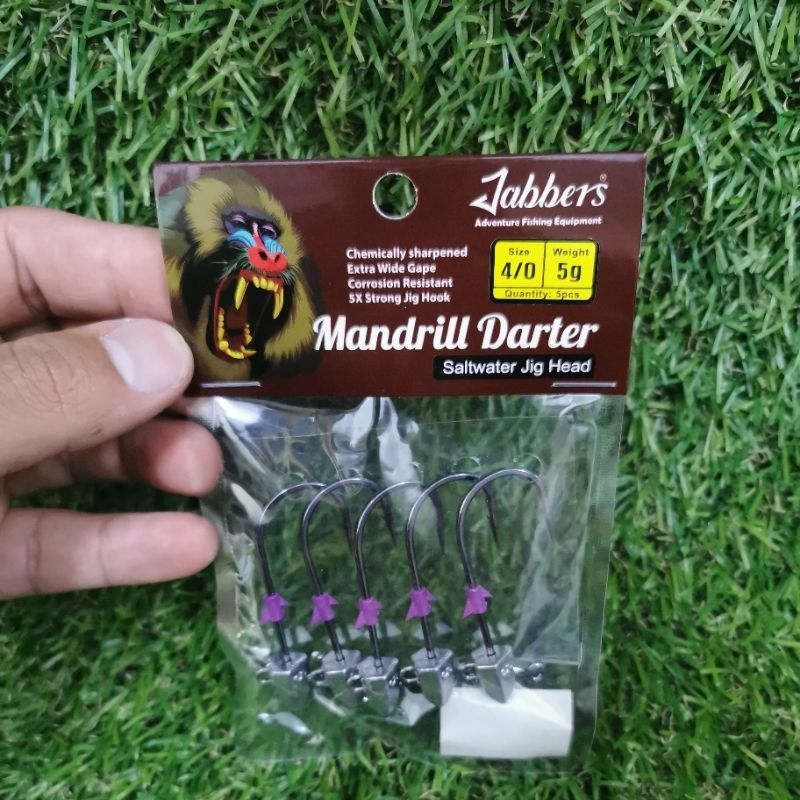 Jabbers®
Adventure Fishing Equipment
Chemically sharpened
Extra Wide Gape
Corrosion Resistant
5X Strong Jig Hook
Size Weight
4/0 5g
Quantity: 5pcs
Mandrill Darter
Saltwater Jig Head